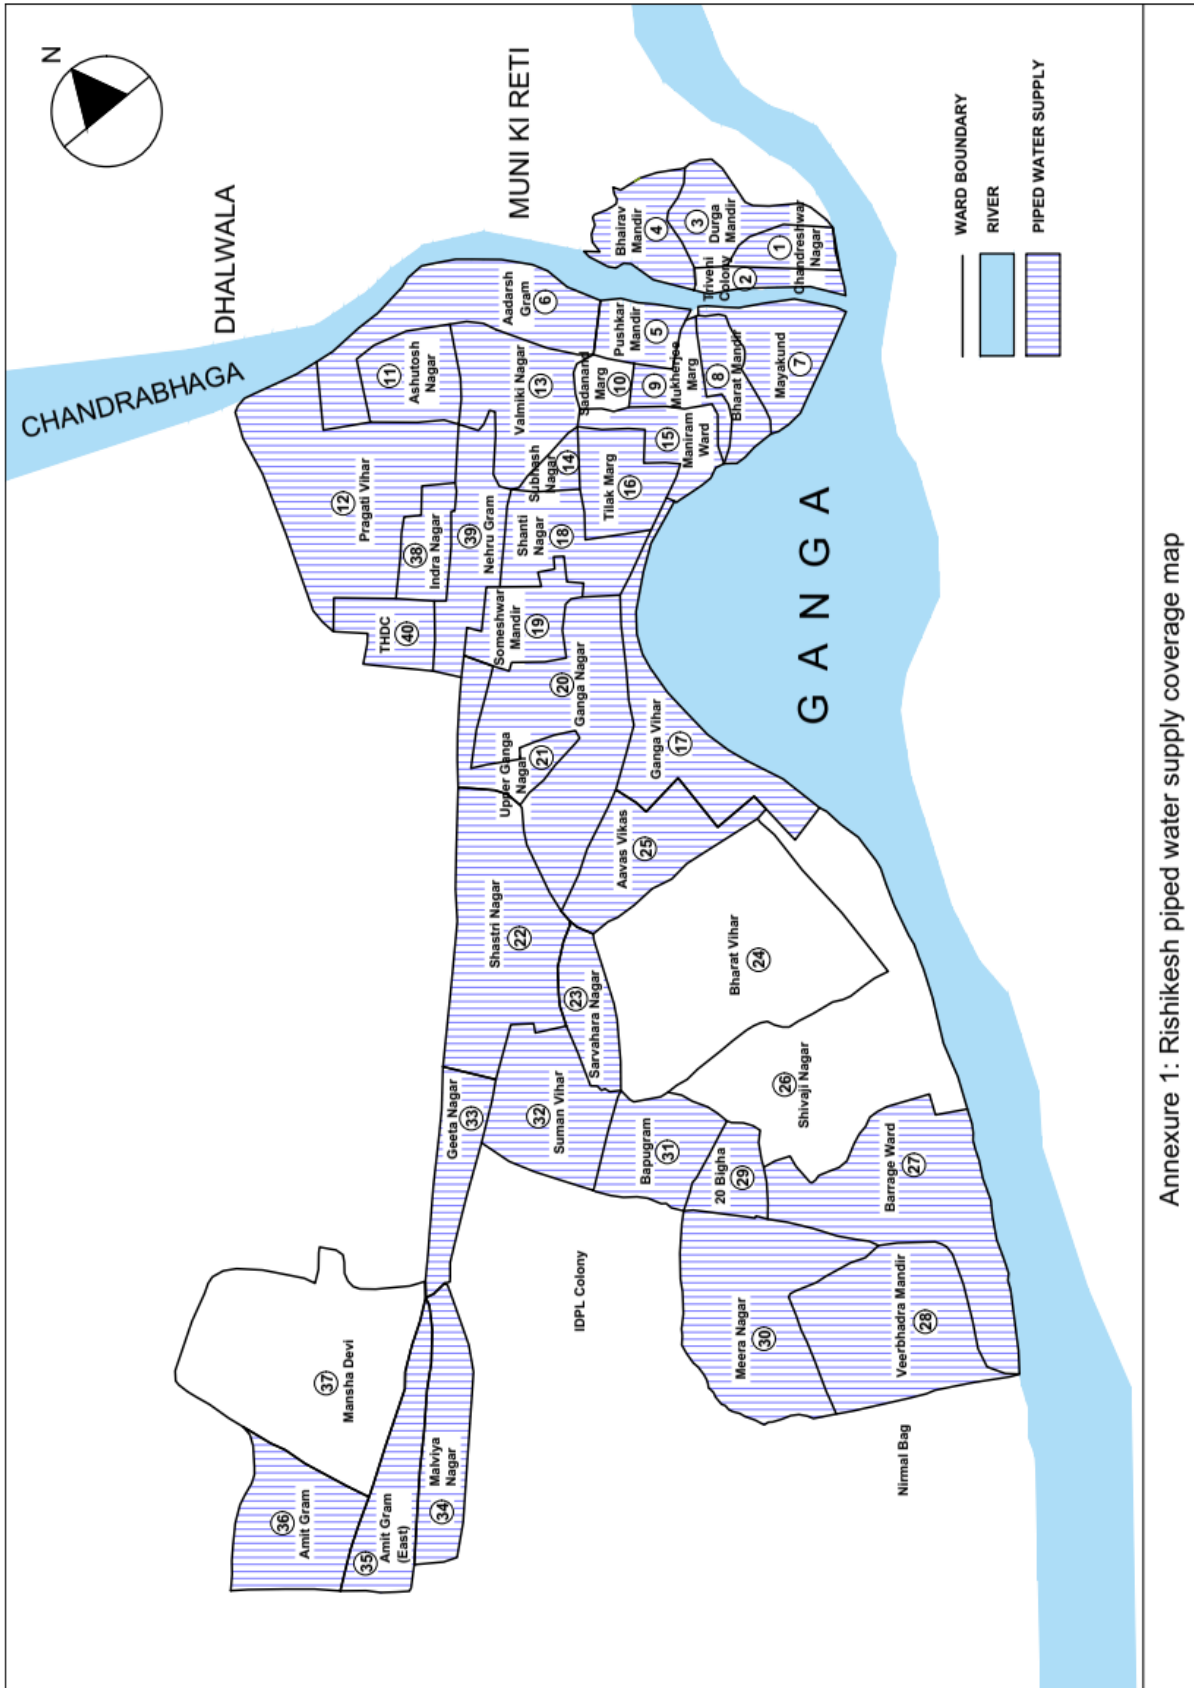 N
DHALWALA
MUNI KI RETI
CHANDRABHAGA
GANGA
WARD BOUNDARY
RIVER
PIPED WATER SUPPLY
Bhairav
Mandir
4
3
Durga
Mandir
1
Chandreshwar
Nagar
Triveni
Colony
2
Aadarsh
Gram
6
Pushkar
Mandir
5
Mukherjee
Marg
9
8
Bharat Mandir
Mayakund
7
Sadanand
Marg
10
11
Ashutosh
Nagar
Valmiki Nagar
13
12
Pragati Vihar
Subhash
Nagar
14
15
Maniram
Ward
Tilak Marg
16
Shanti
Nagar
18
38
Indra Nagar
39
Nehru Gram
THDC
40
Someshwar
Mandir
19
20
Ganga Nagar
Upper Ganga
Nagar
21
Ganga Vihar
17
Aavas Vikas
25
Shastri Nagar
22
23
Sarvahara Nagar
Bharat Vihar
24
26
Shivaji Nagar
Geeta Nagar
33
32
Suman Vihar
Bapugram
31
20 Bigha
29
Barrage Ward
27
IDPL Colony
Meera Nagar
30
Veerbhadra Mandir
28
Nirmal Bag
37
Mansha Devi
Malviya
Nagar
34
36
Amit Gram
35
Amit Gram
(East)
Annexure 1: Rishikesh piped water supply coverage map